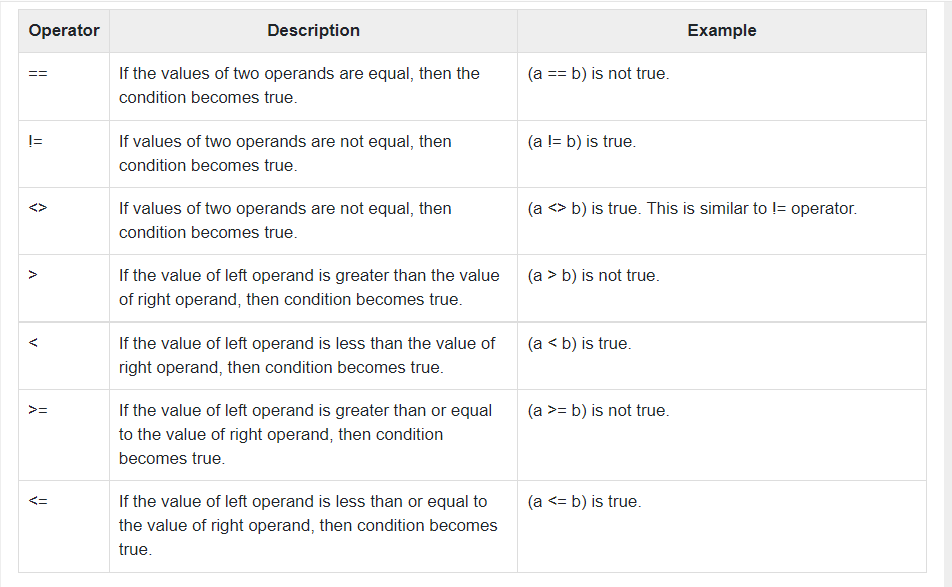 Operator Description Example
== If the values of two operands are equal, then the (a == b) is not true.
condition becomes true.
!= If values of two operands are not equal, then (a != b) is true.
condition becomes true.
<> If values of two operands are not equal, then (a <> b) is true. This is similar to != operator.
condition becomes true.
> If the value of left operand is greater than the value (a > b) is not true.
of right operand, then condition becomes true.
< If the value of left operand is less than the value of (a < b) is true.
right operand, then condition becomes true.
>= If the value of left operand is greater than or equal (a >= b) is not true.
to the value of right operand, then condition
becomes true.
<= If the value of left operand is less than or equal to (a <= b) is true.
the value of right operand, then condition becomes
true.